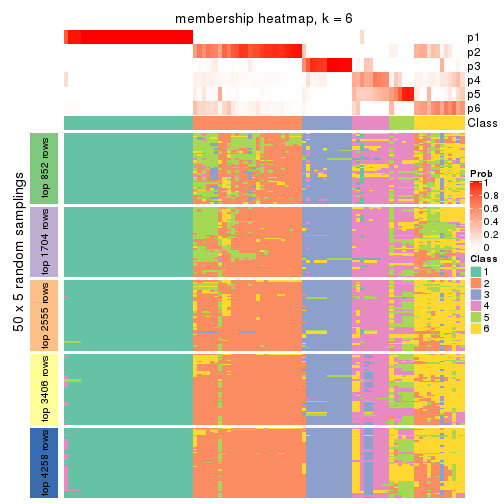 membership heatmap, k = 6
p1
p2
p3
p4
p5
p6
Class
50 x 5 random samplings
top 852 rows
top 1704 rows
top 2555 rows
top 3406 rows
top 4258 rows
Prob
1
0.8
0.6
0.4
0.2
0
Class
1
2
3
4
5
6